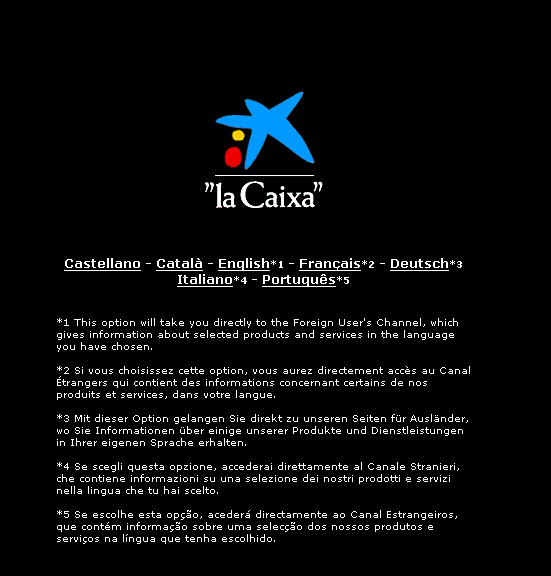 "la Caixa"
Castellano - Català - English*1 - Français*2 - Deutsch*3
Italiano*4 - Português*5
*1 This option will take you directly to the Foreign User's Channel, which
gives information about selected products and services in the language
you have chosen.
*2 Si vous choisissez cette option, vous aurez directement accès au Canal
Étrangers qui contient des informations concernant certains de nos
produits et services, dans votre langue.
*3 Mit dieser Option gelangen Sie direkt zu unseren Seiten für Ausländer,
wo Sie Informationen über einige unserer Produkte und Dienstleistungen
in Ihrer eigenen Sprache erhalten.
*4 Se scegli questa opzione, accederai direttamente al Canale Stranieri,
che contiene informazioni su una selezione dei nostri prodotti e servizi
nella lingua che tu hai scelto.
*5 Se escolhe esta opção, acederá directamente ao Canal Estrangeiros,
que contém informação sobre uma selecção dos nossos produtos e
serviços na língua que tenha escolhido.